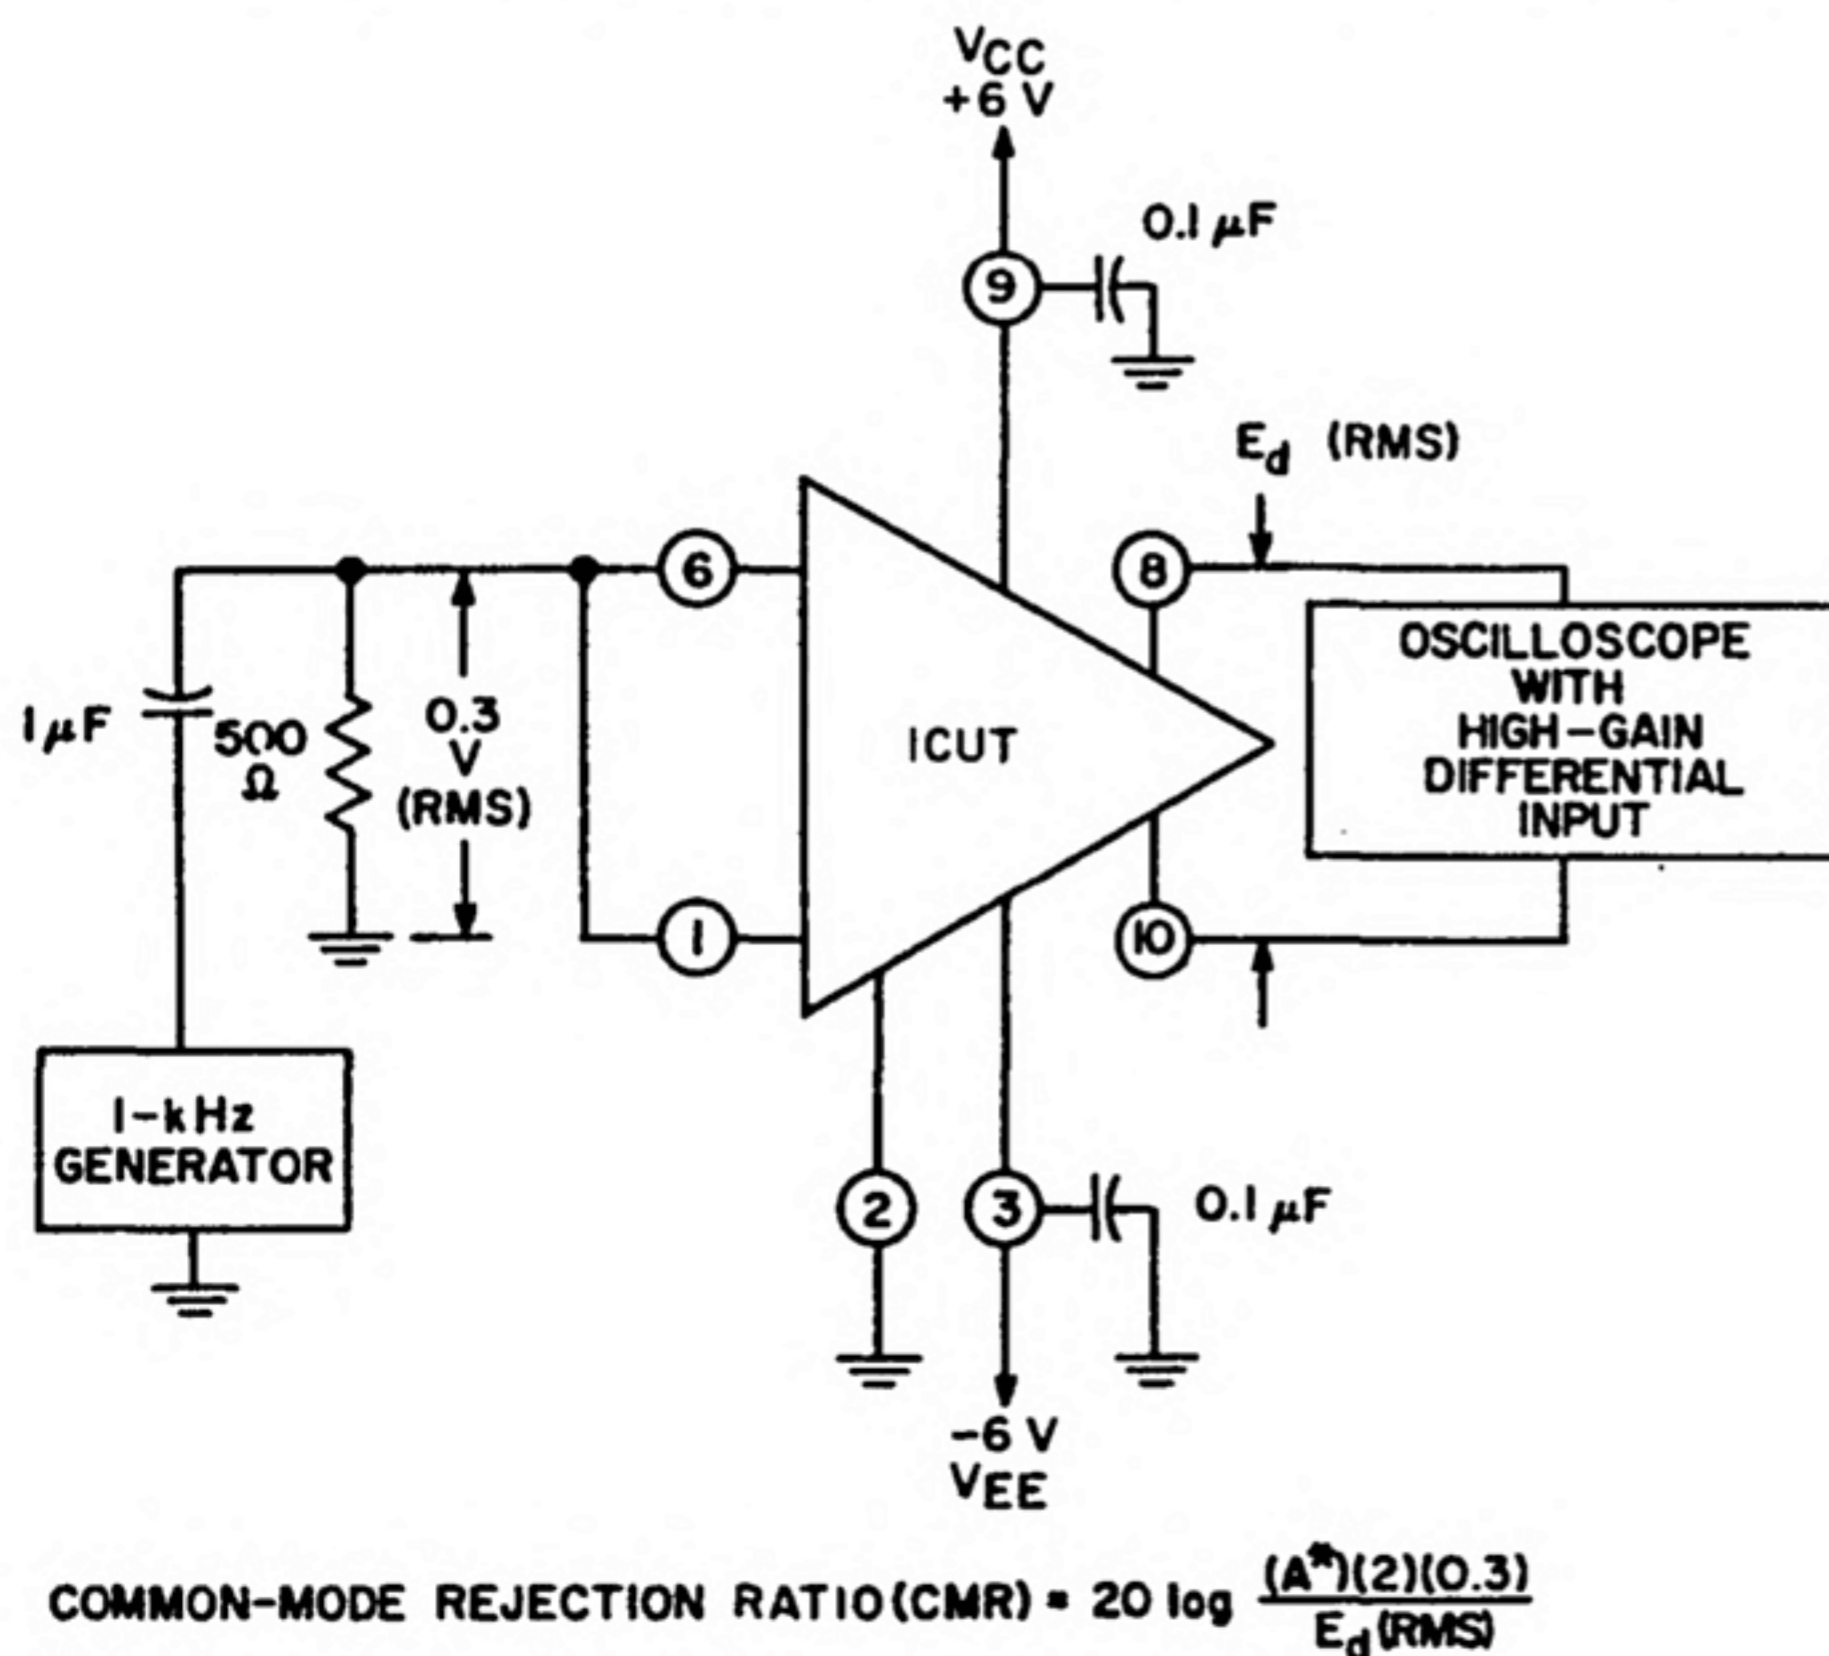 VCC
+6 V
0.1 μF
9
Ed (RMS)
6
8
1 μF
500
Ω
0.3
V
(RMS)
ICUT
OSCILLOSCOPE
WITH
HIGH-GAIN
DIFFERENTIAL
INPUT
1
10
1-kHz
GENERATOR
2
3
0.1 μF
-6 V
VEE
COMMON-MODE REJECTION RATIO (CMR) = 20 log (A*)(2)(0.3)
Ed (RMS)